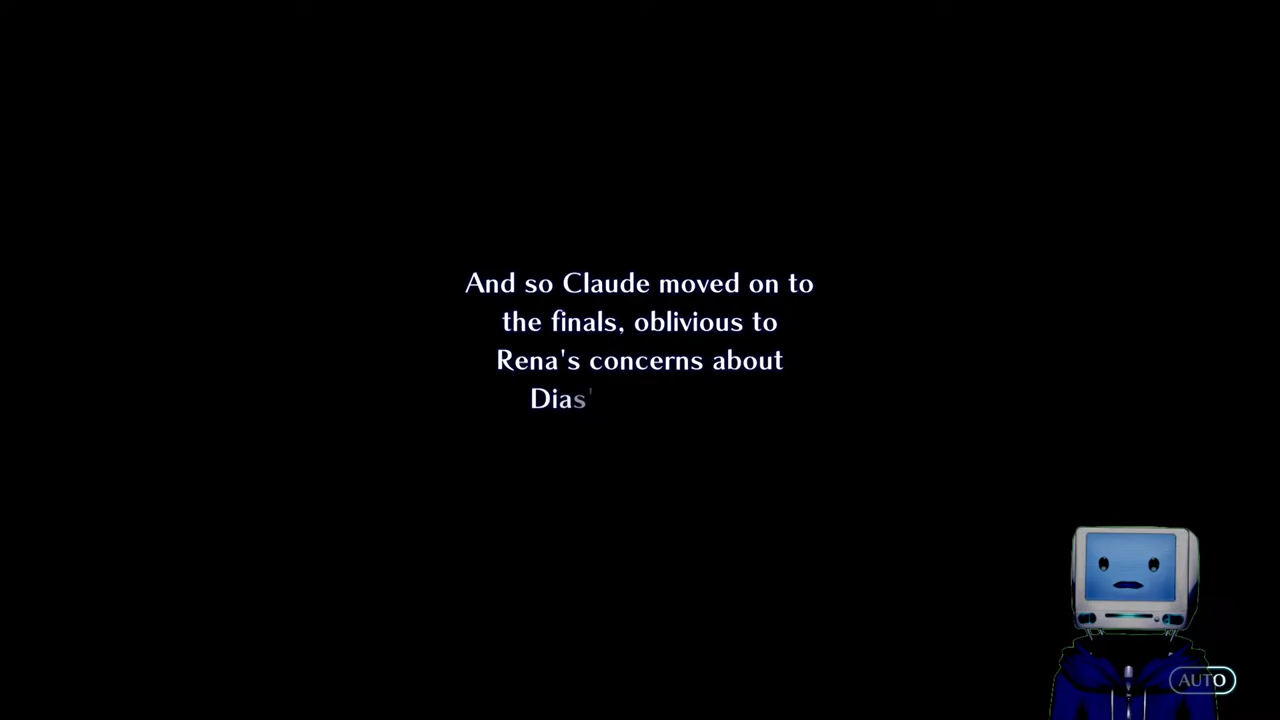 And so Claude moved on to
the finals, oblivious to
Rena's concerns about
Dias'
AUTO